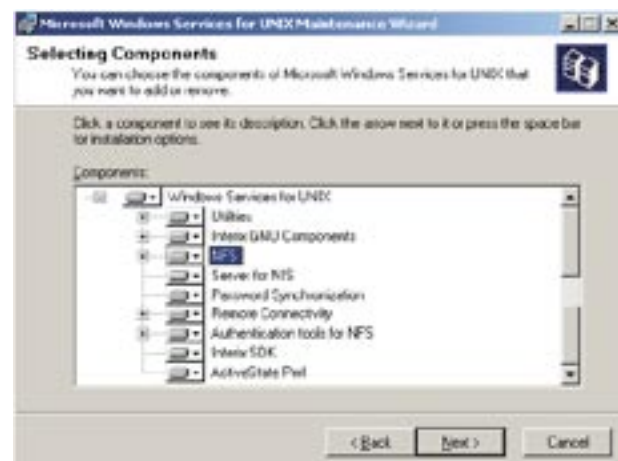 Microsoft Windows Services for UNIX Maintenance Wizard
Selecting Components
You can choose the components of Microsoft Windows Services for UNIX that
you want to add or remove.
Click a component to see its description. Click the arrow next to it or press the space bar
for installation options.
Components:
Windows Services for UNIX
Utilities
Interix GNU Components
NFS
Server for NIS
Password Synchronization
Remote Connectivity
Authentication tools for NFS
Interix SDK
ActiveState Perl
< Back
Next >
Cancel